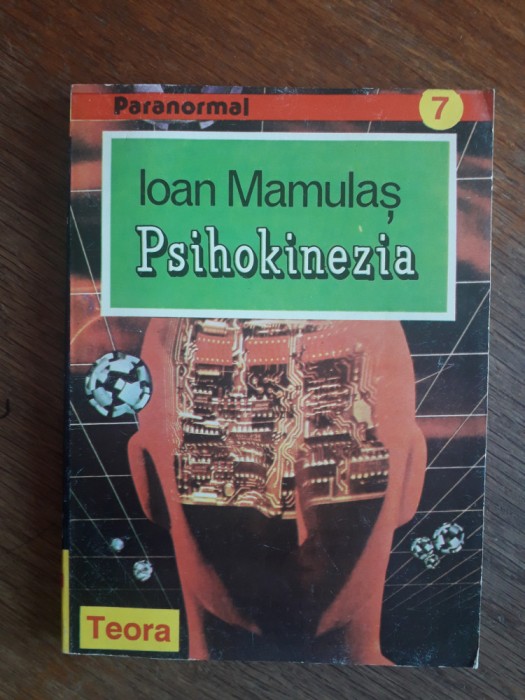 Paranormal
7
Ioan Mamulaș
Psihokinezia
Teora